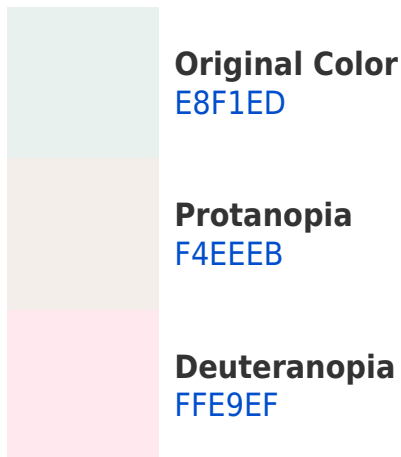 Original Color
E8F1ED
Protanopia
F4EEEB
Deuteranopia
FFE9EF